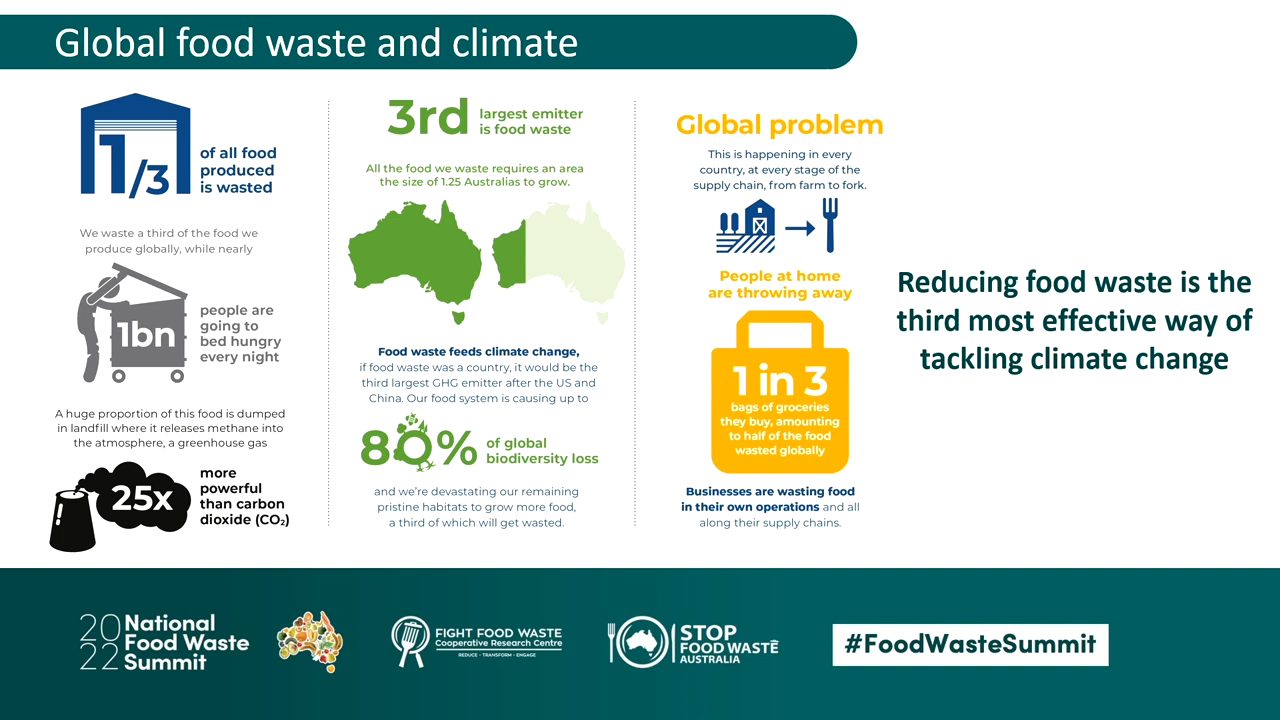 Global food waste and climate
1/3
of all food
produced
is wasted
We waste a third of the food we
produce globally, while nearly
1bn
people are
going to
bed hungry
every night
A huge proportion of this food is dumped
in landfill where it releases methane into
the atmosphere, a greenhouse gas
25x
more
powerful
than carbon
dioxide (CO₂)
3rd
largest emitter
is food waste
All the food we waste requires an area
the size of 1.25 Australias to grow.
Food waste feeds climate change,
if food waste was a country, it would be the
third largest GHG emitter after the US and
China. Our food system is causing up to
80%
of global
biodiversity loss
and we're devastating our remaining
pristine habitats to grow more food,
a third of which will get wasted.
Global problem
This is happening in every
country, at every stage of the
supply chain, from farm to fork.
People at home
are throwing away
1 in 3
bags of groceries
they buy, amounting
to half of the food
wasted globally
Businesses are wasting food
in their own operations and all
along their supply chains.
Reducing food waste is the
third most effective way of
tackling climate change
2022
National
Food Waste
Summit
FIGHT FOOD WASTE
Cooperative Research Centre
REDUCE - TRANSFORM - ENGAGE
STOP
FOOD WASTE
AUSTRALIA
#FoodWasteSummit